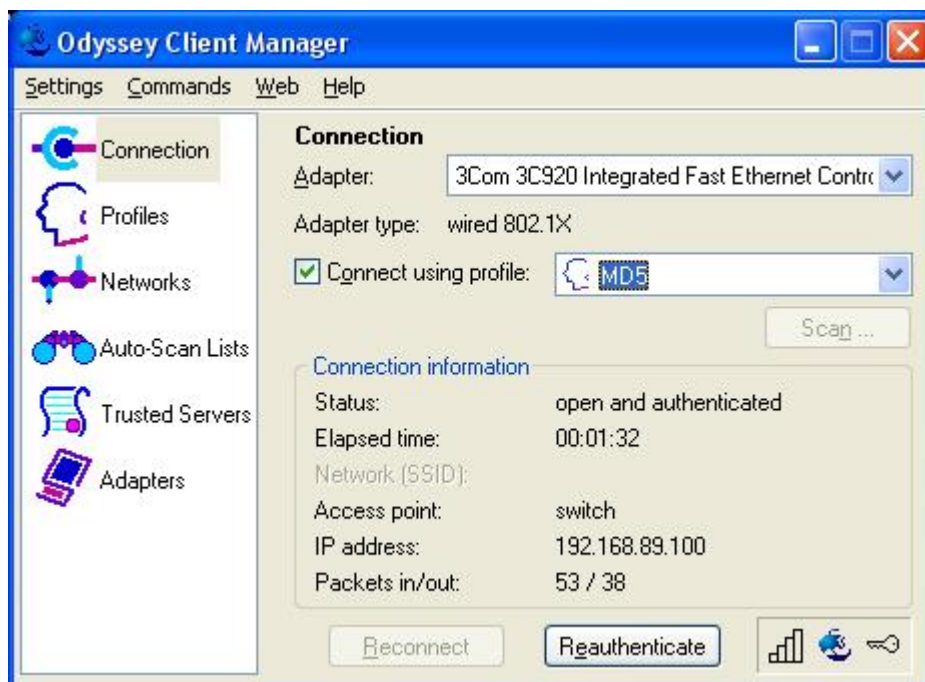 Odyssey Client Manager
Settings Commands Web Help
Connection
Profiles
Networks
Auto-Scan Lists
Trusted Servers
Adapters
Connection
Adapter: 3Com 3C920 Integrated Fast Ethernet Contro
Adapter type: wired 802.1X
Connect using profile: MD5
Scan ...
Connection information
Status: open and authenticated
Elapsed time: 00:01:32
Network (SSID):
Access point: switch
IP address: 192.168.89.100
Packets in/out: 53 / 38
Reconnect Reauthenticate